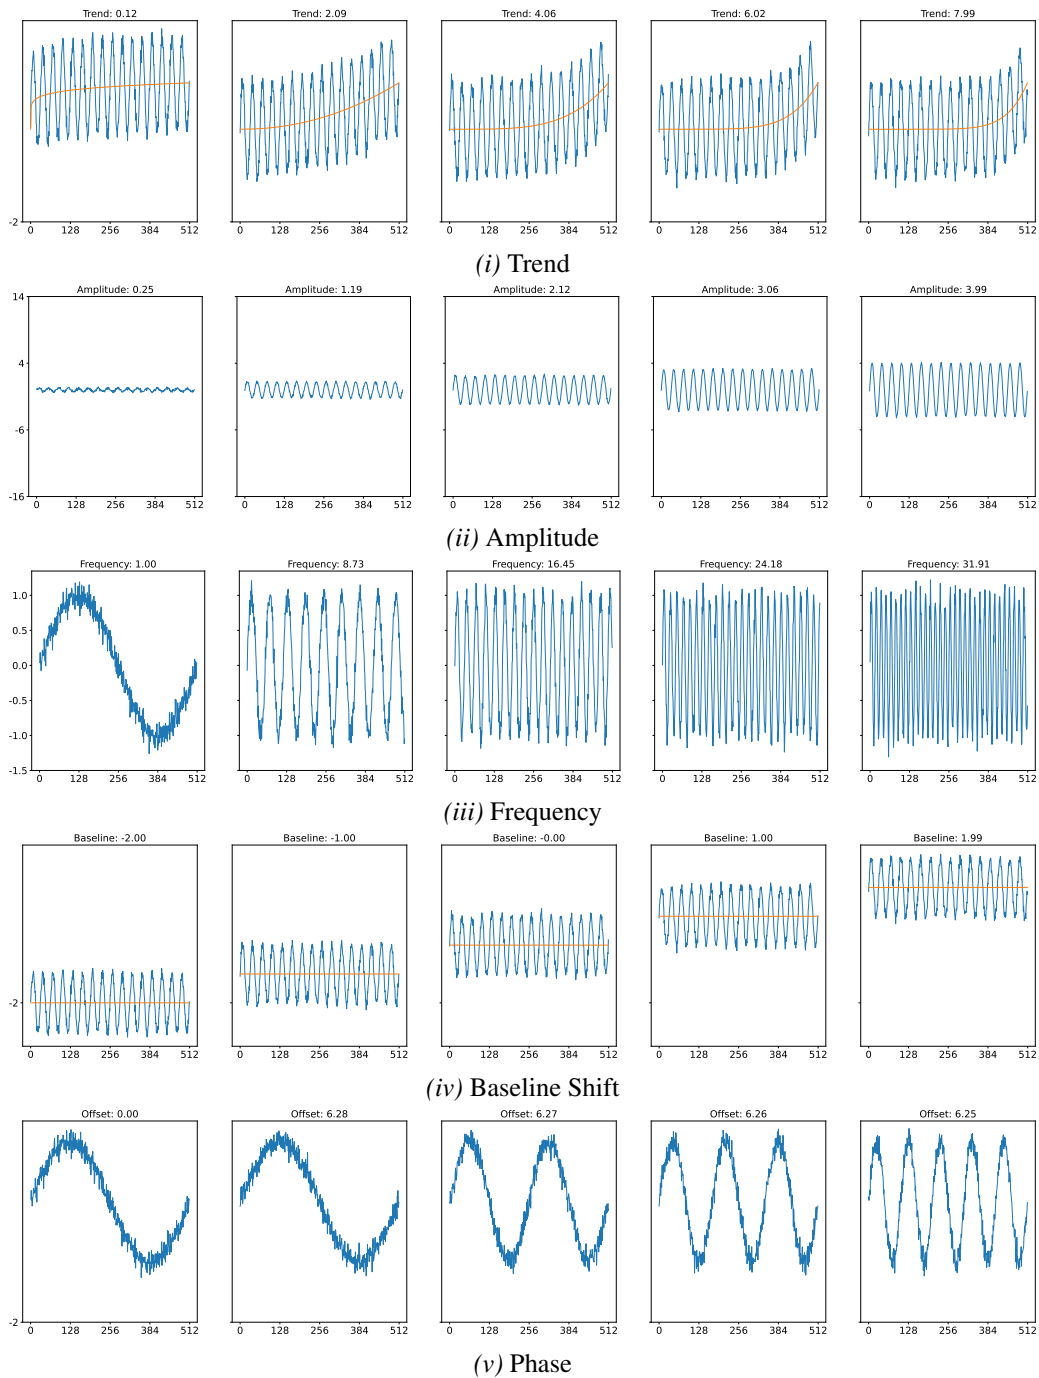 Trend: 0.12 Trend: 2.09 Trend: 4.06 Trend: 6.02 Trend: 7.99
-2
0 128 256 384 512 0 128 256 384 512 0 128 256 384 512 0 128 256 384 512 0 128 256 384 512
(i) Trend
Amplitude: 0.25 Amplitude: 1.19 Amplitude: 2.12 Amplitude: 3.06 Amplitude: 3.99
14
4
-6
-16
0 128 256 384 512 0 128 256 384 512 0 128 256 384 512 0 128 256 384 512 0 128 256 384 512
(ii) Amplitude
Frequency: 1.00 Frequency: 8.73 Frequency: 16.45 Frequency: 24.18 Frequency: 31.91
1.0
0.5
0.0
-0.5
-1.0
-1.5
0 128 256 384 512 0 128 256 384 512 0 128 256 384 512 0 128 256 384 512 0 128 256 384 512
(iii) Frequency
Baseline: -2.00 Baseline: -1.00 Baseline: -0.00 Baseline: 1.00 Baseline: 1.99
-2
0 128 256 384 512 0 128 256 384 512 0 128 256 384 512 0 128 256 384 512 0 128 256 384 512
(iv) Baseline Shift
Offset: 0.00 Offset: 6.28 Offset: 6.27 Offset: 6.26 Offset: 6.25
-2
0 128 256 384 512 0 128 256 384 512 0 128 256 384 512 0 128 256 384 512 0 128 256 384 512
(v) Phase